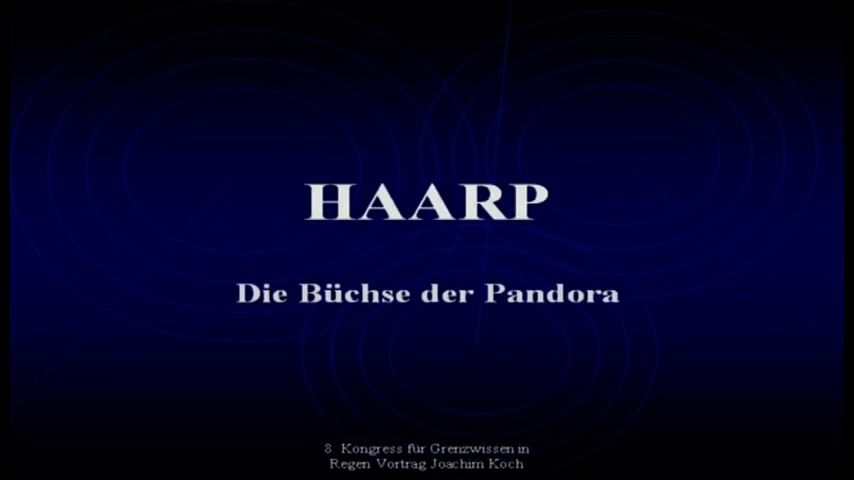 HAARP
Die Büchse der Pandora
8. Kongress für Grenzwissen in
Regen Vortrag Joachim Koch